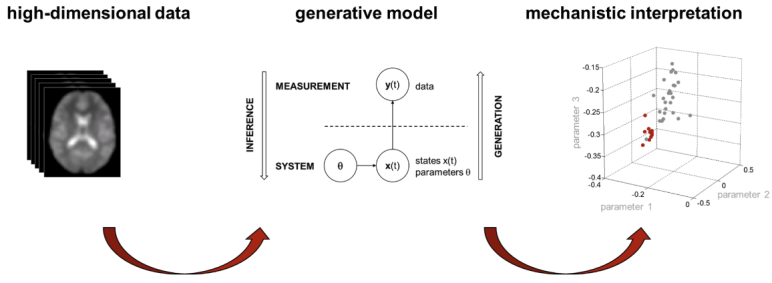 high-dimensional data
generative model
mechanistic interpretation
INFERENCE
MEASUREMENT
y(t)
data
SYSTEM
θ
x(t)
states x(t)
parameters θ
GENERATION
parameter 3
-0.15
-0.2
-0.25
-0.3
-0.35
-0.4
-0.4
-0.2
0
parameter 1
-0.5
0
0.5
parameter 2